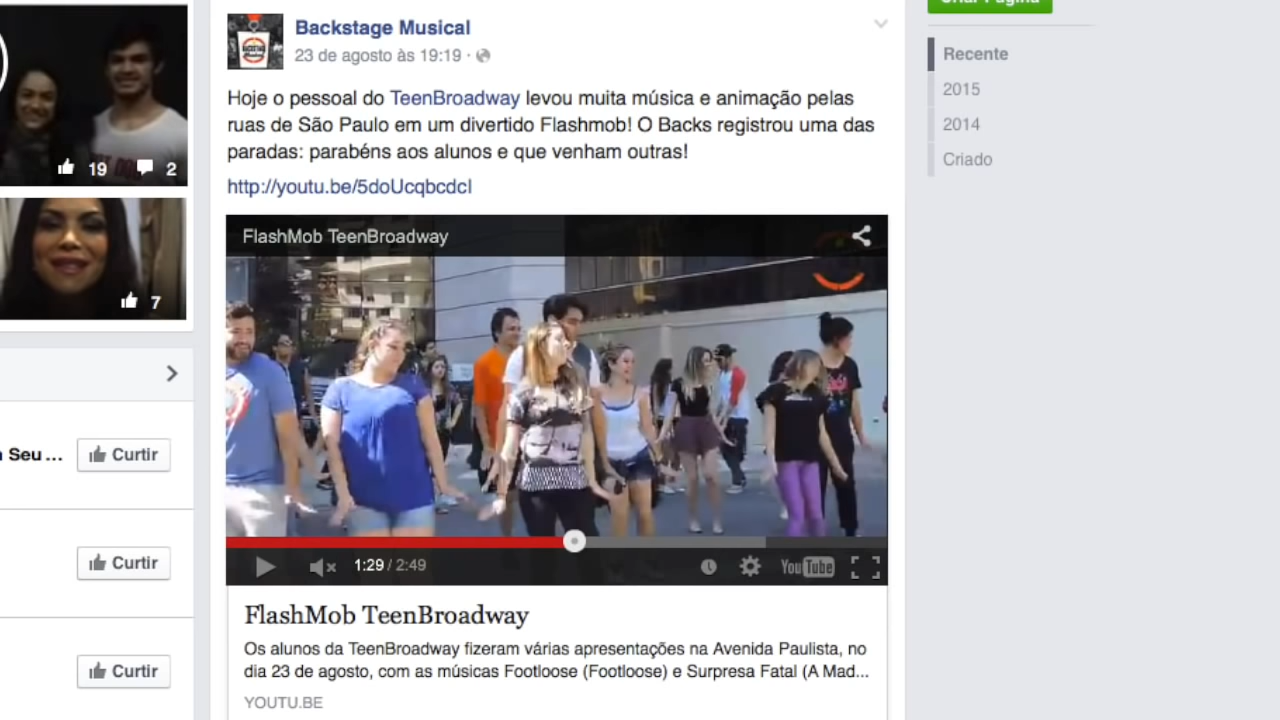 Criar Página
Backstage Musical
23 de agosto às 19:19 ·
Hoje o pessoal do TeenBroadway levou muita música e animação pelas
ruas de São Paulo em um divertido Flashmob! O Backs registrou uma das
paradas: parabéns aos alunos e que venham outras!
http://youtu.be/5doUcqbcdcI
FlashMob TeenBroadway
1:29 / 2:49
YouTube
FlashMob TeenBroadway
Os alunos da TeenBroadway fizeram várias apresentações na Avenida Paulista, no
dia 23 de agosto, com as músicas Footloose (Footloose) e Surpresa Fatal (A Mad...
YOUTU.BE
19 2
7
Seu...
Curtir
Curtir
Curtir
Recente
2015
2014
Criado